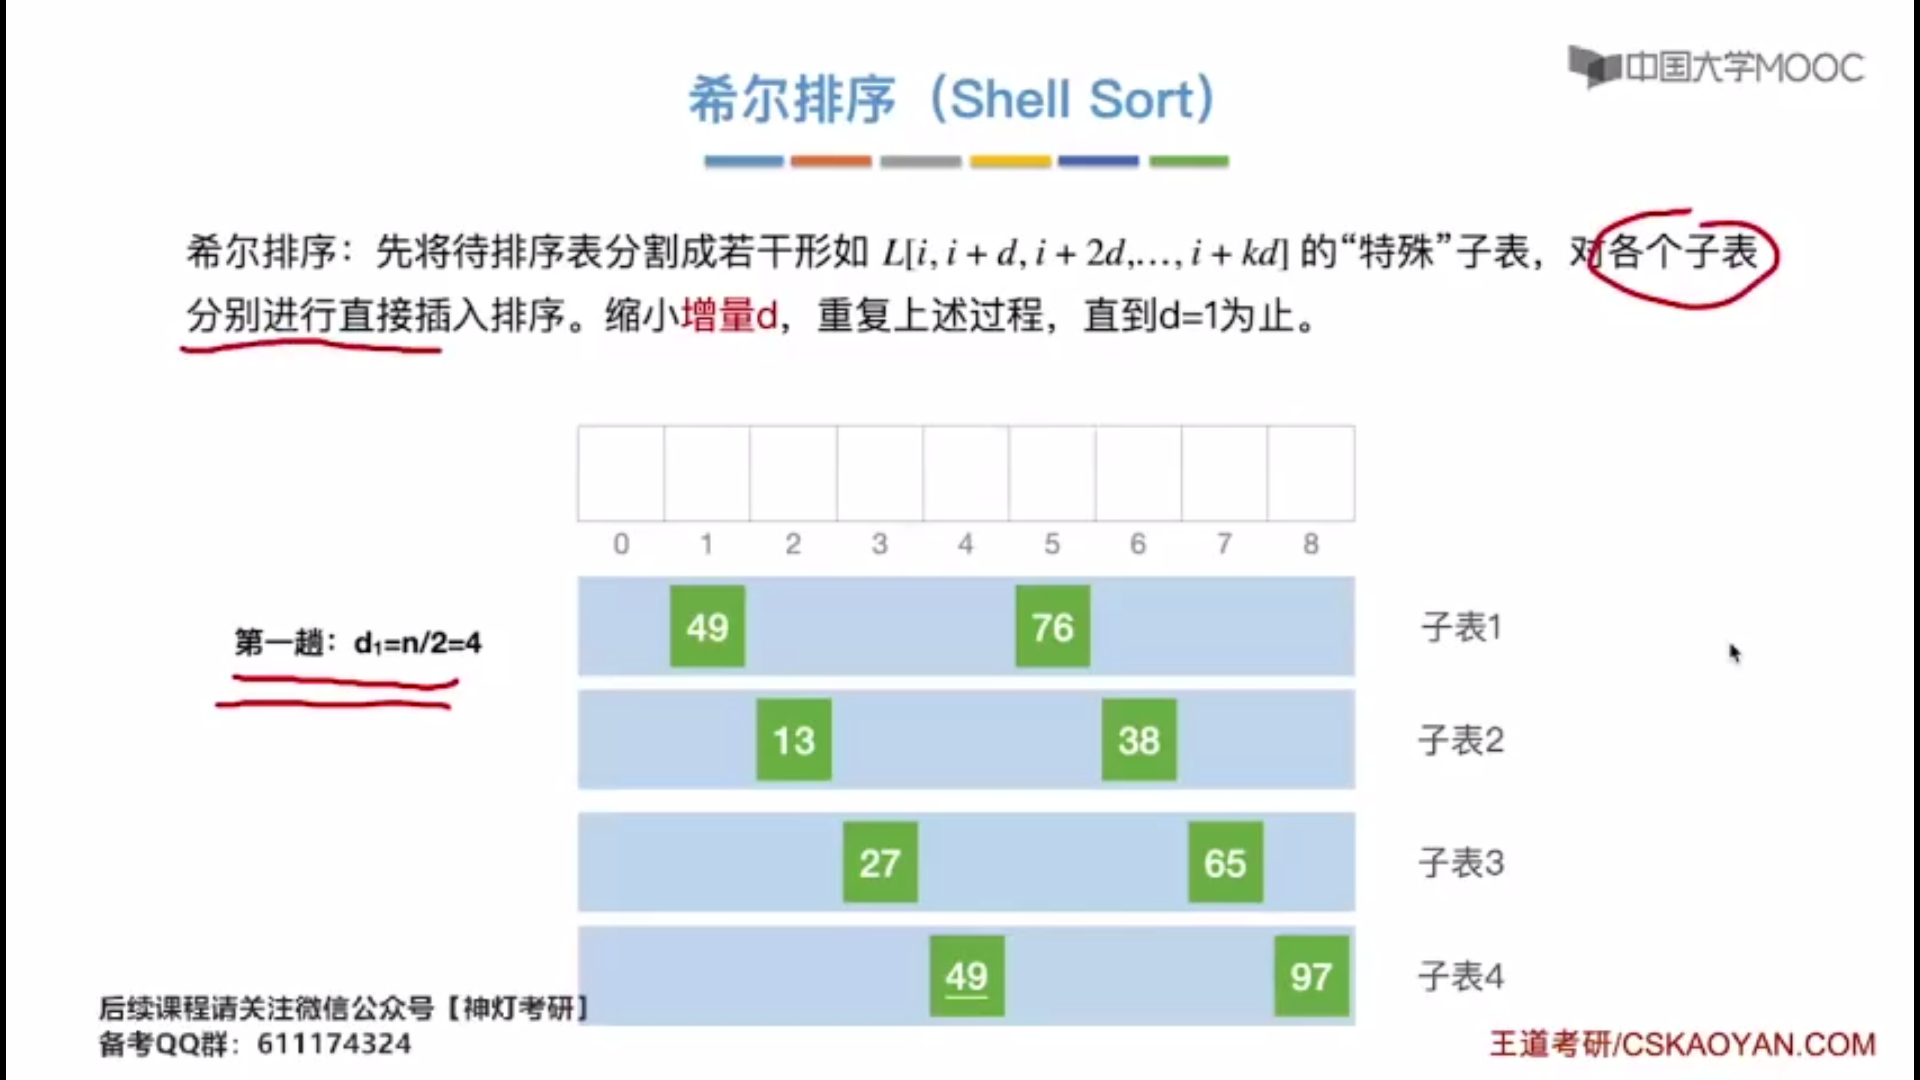 中国大学MOOC
希尔排序（Shell Sort）
希尔排序：先将待排序表分割成若干形如 L[i, i + d, i + 2d,…, i + kd] 的“特殊”子表，对各个子表
分别进行直接插入排序。缩小增量d，重复上述过程，直到d=1为止。
0 1 2 3 4 5 6 7 8
第一趟：d₁=n/2=4
49 76 子表1
13 38 子表2
27 65 子表3
49 97 子表4
后续课程请关注微信公众号【神灯考研】
备考QQ群：611174324
王道考研/CSKAOYAN.COM